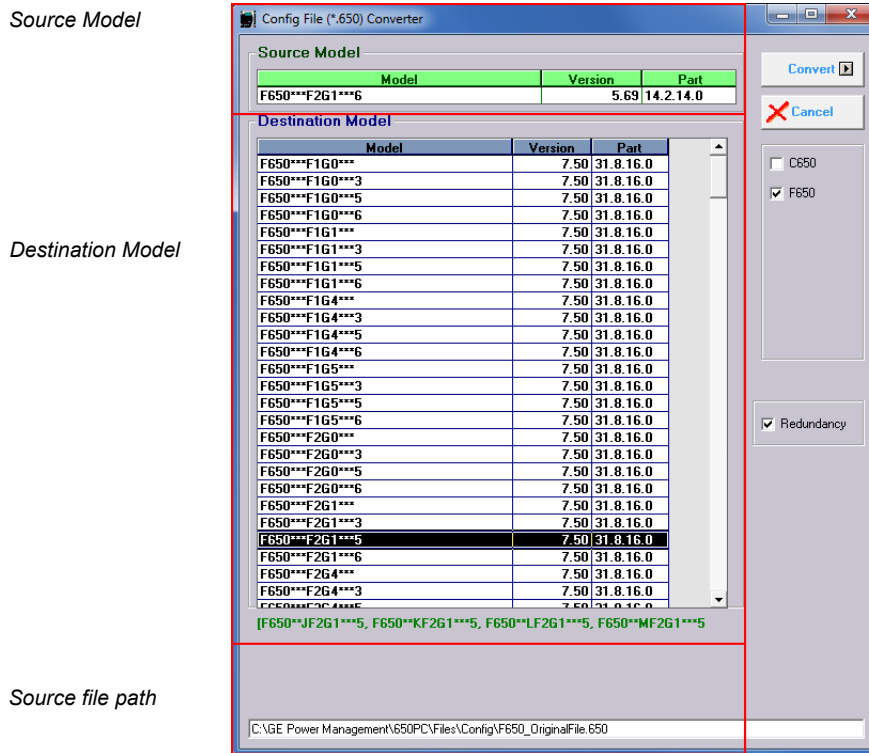 Source Model
Config File (*.650) Converter
Source Model
Model Version Part
F650***F2G1***6 5.69 14.2.14.0
Convert
Cancel
Destination Model
Model Version Part
F650***F1G0*** 7.50 31.8.16.0
F650***F1G0***3 7.50 31.8.16.0
F650***F1G0***5 7.50 31.8.16.0
F650***F1G0***6 7.50 31.8.16.0
F650***F1G1*** 7.50 31.8.16.0
F650***F1G1***3 7.50 31.8.16.0
F650***F1G1***5 7.50 31.8.16.0
F650***F1G1***6 7.50 31.8.16.0
F650***F1G4*** 7.50 31.8.16.0
F650***F1G4***3 7.50 31.8.16.0
F650***F1G4***5 7.50 31.8.16.0
F650***F1G4***6 7.50 31.8.16.0
F650***F1G5*** 7.50 31.8.16.0
F650***F1G5***3 7.50 31.8.16.0
F650***F1G5***5 7.50 31.8.16.0
F650***F1G5***6 7.50 31.8.16.0
F650***F2G0*** 7.50 31.8.16.0
F650***F2G0***3 7.50 31.8.16.0
F650***F2G0***5 7.50 31.8.16.0
F650***F2G0***6 7.50 31.8.16.0
F650***F2G1*** 7.50 31.8.16.0
F650***F2G1***3 7.50 31.8.16.0
F650***F2G1***5 7.50 31.8.16.0
F650***F2G1***6 7.50 31.8.16.0
F650***F2G4*** 7.50 31.8.16.0
F650***F2G4***3 7.50 31.8.16.0
[F650**JF2G1***5, F650**KF2G1***5, F650**LF2G1***5, F650**MF2G1***5
C650
F650
Redundancy
Destination Model
Source file path
C:\GE Power Management\650PC\Files\Config\F650_OriginalFile.650